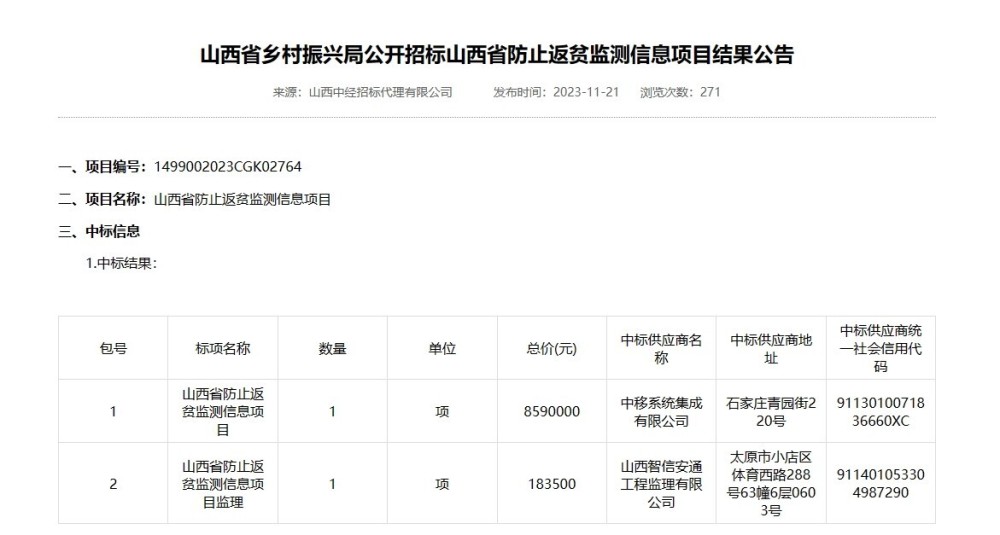 山西省乡村振兴局公开招标山西省防止返贫监测信息项目结果公告
来源：山西中经招标代理有限公司 发布时间：2023-11-21 浏览次数：271
一、项目编号：1499002023CGK02764
二、项目名称：山西省防止返贫监测信息项目
三、中标信息
1.中标结果：
包号 标项名称 数量 单位 总价(元) 中标供应商名称 中标供应商地址 中标供应商统一社会信用代码
1 山西省防止返贫监测信息项目 1 项 8590000 中移系统集成有限公司 石家庄青园街220号 9113010071836660XC
2 山西省防止返贫监测信息项目监理 1 项 183500 山西智信安通工程监理有限公司 太原市小店区体育西路288号63幢6层0603号 911401053304987290